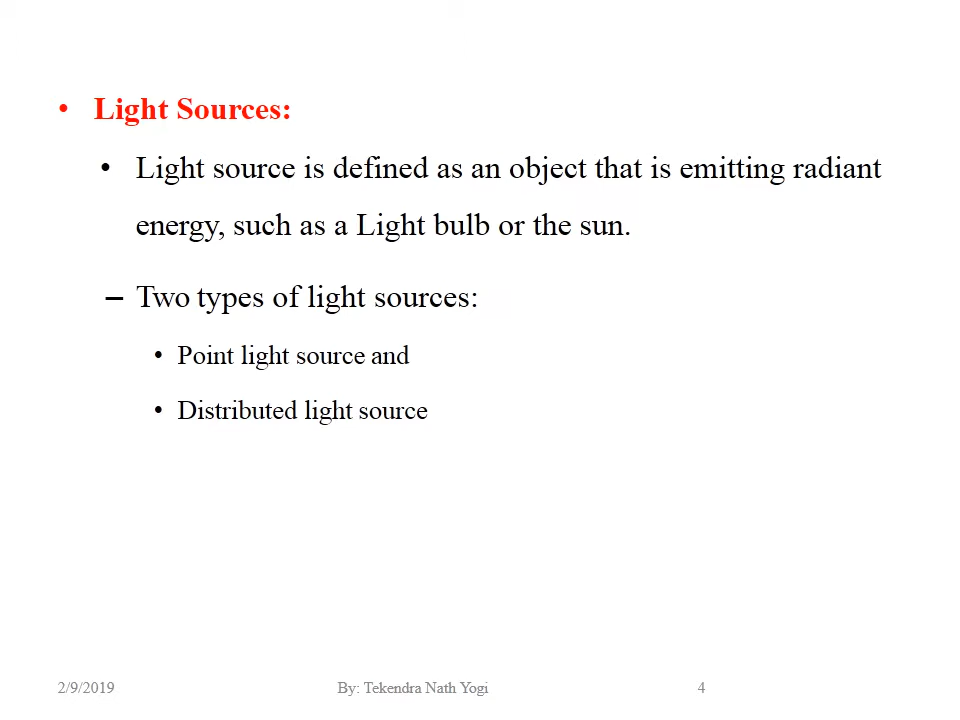 • Light Sources:
• Light source is defined as an object that is emitting radiant
energy, such as a Light bulb or the sun.
– Two types of light sources:
• Point light source and
• Distributed light source
2/9/2019 By: Tekendra Nath Yogi 4